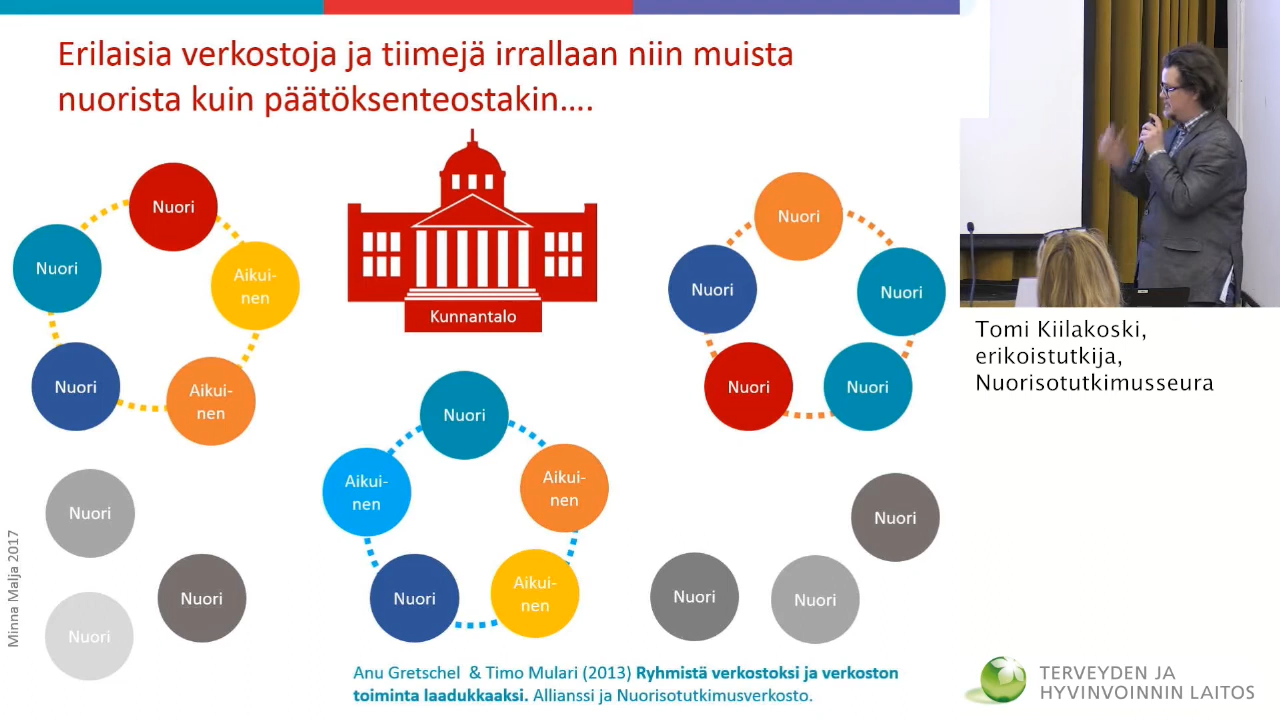 Erilaisia verkostoja ja tiimejä irrallaan niin muista
nuorista kuin päätöksenteostakin....
Nuori
Nuori
Aikui-
nen
Nuori
Aikui-
nen
Kunnantalo
Nuori
Nuori
Nuori
Nuori
Nuori
Nuori
Aikui-
nen
Aikui-
nen
Nuori
Aikui-
nen
Nuori
Nuori
Nuori
Nuori
Nuori
Nuori
Minna Malja 2017
Anu Gretschel & Timo Mulari (2013) Ryhmistä verkostoksi ja verkoston
toiminta laadukkaaksi. Allianssi ja Nuorisotutkimusverkosto.
Tomi Kiilakoski,
erikoistutkija,
Nuorisotutkimusseura
TERVEYDEN JA
HYVINVOINNIN LAITOS